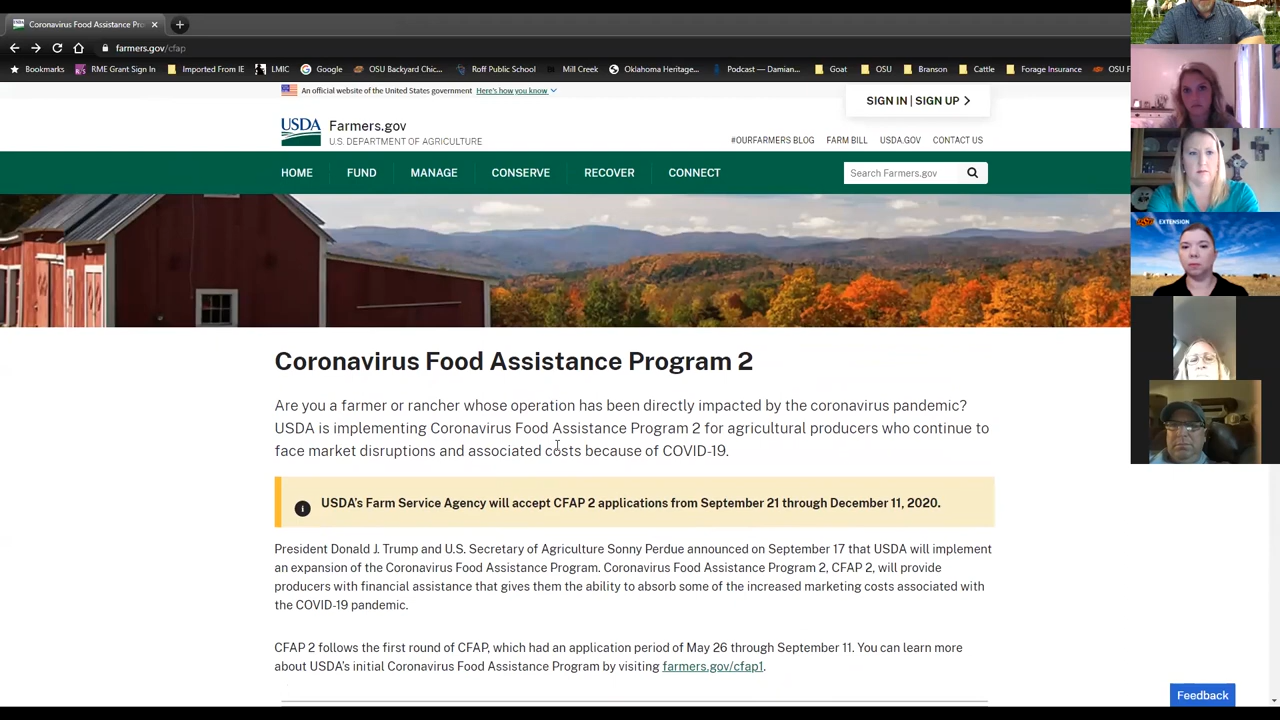 Coronavirus Food Assistance Pro
farmers.gov/cfap
Bookmarks RME Grant Sign In Imported From IE LMIC Google OSU Backyard Chic... Roff Public School Mill Creek Oklahoma Heritage... Podcast — Damian... Goat OSU Branson Cattle Forage Insurance OSU F
An official website of the United States government Here's how you know
SIGN IN | SIGN UP
USDA Farmers.gov
U.S. DEPARTMENT OF AGRICULTURE
#OURFARMERS BLOG FARM BILL USDA.GOV CONTACT US
HOME FUND MANAGE CONSERVE RECOVER CONNECT Search Farmers.gov
EXTENSION
Coronavirus Food Assistance Program 2
Are you a farmer or rancher whose operation has been directly impacted by the coronavirus pandemic?
USDA is implementing Coronavirus Food Assistance Program 2 for agricultural producers who continue to
face market disruptions and associated costs because of COVID-19.
USDA's Farm Service Agency will accept CFAP 2 applications from September 21 through December 11, 2020.
President Donald J. Trump and U.S. Secretary of Agriculture Sonny Perdue announced on September 17 that USDA will implement
an expansion of the Coronavirus Food Assistance Program. Coronavirus Food Assistance Program 2, CFAP 2, will provide
producers with financial assistance that gives them the ability to absorb some of the increased marketing costs associated with
the COVID-19 pandemic.
CFAP 2 follows the first round of CFAP, which had an application period of May 26 through September 11. You can learn more
about USDA's initial Coronavirus Food Assistance Program by visiting farmers.gov/cfap1.
Feedback